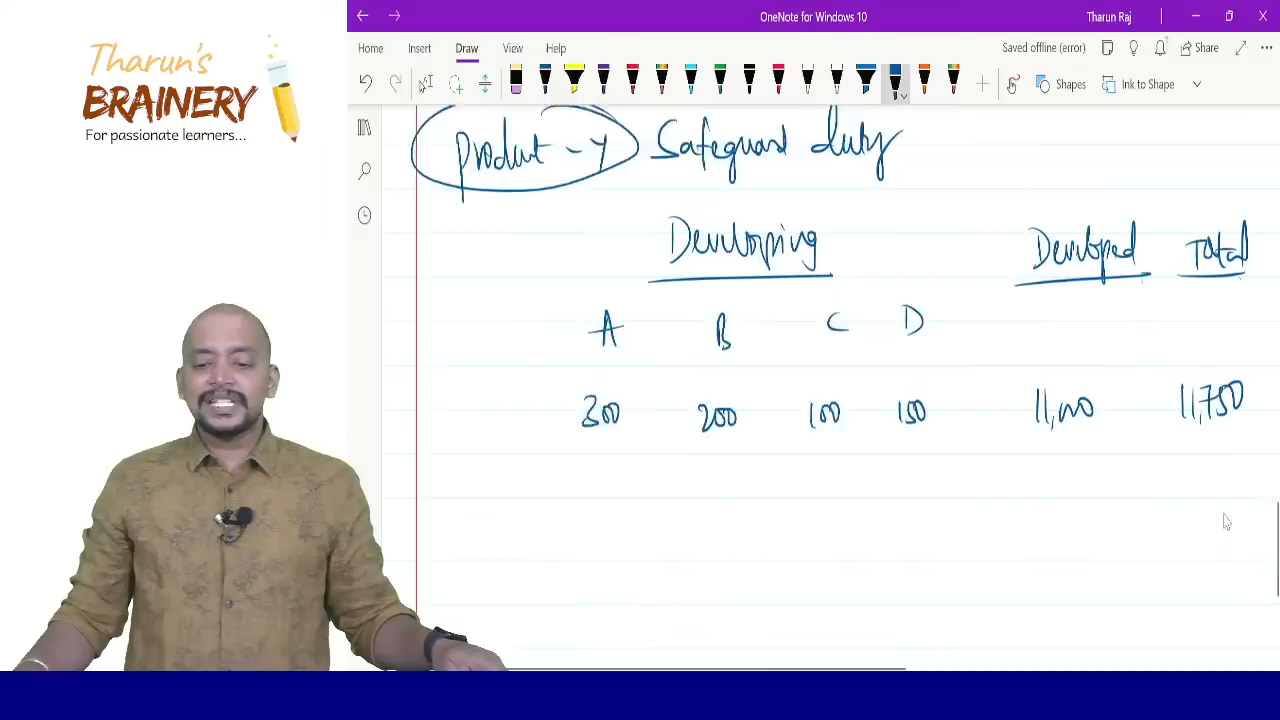 Tharun's
BRAINERY
For passionate learners...
OneNote for Windows 10
Tharun Raj
Home Insert Draw View Help
Saved offline (error)
Share
Shapes
Ink to Shape
Product - Y Safeguard duty
Developing Developed Total
A B C D
300 200 100 150 11,000 11,750